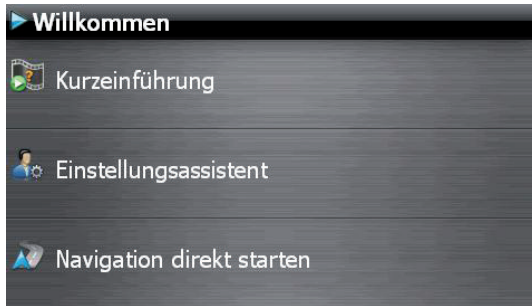 Willkommen
Kurzeinführung
Einstellungsassistent
Navigation direkt starten